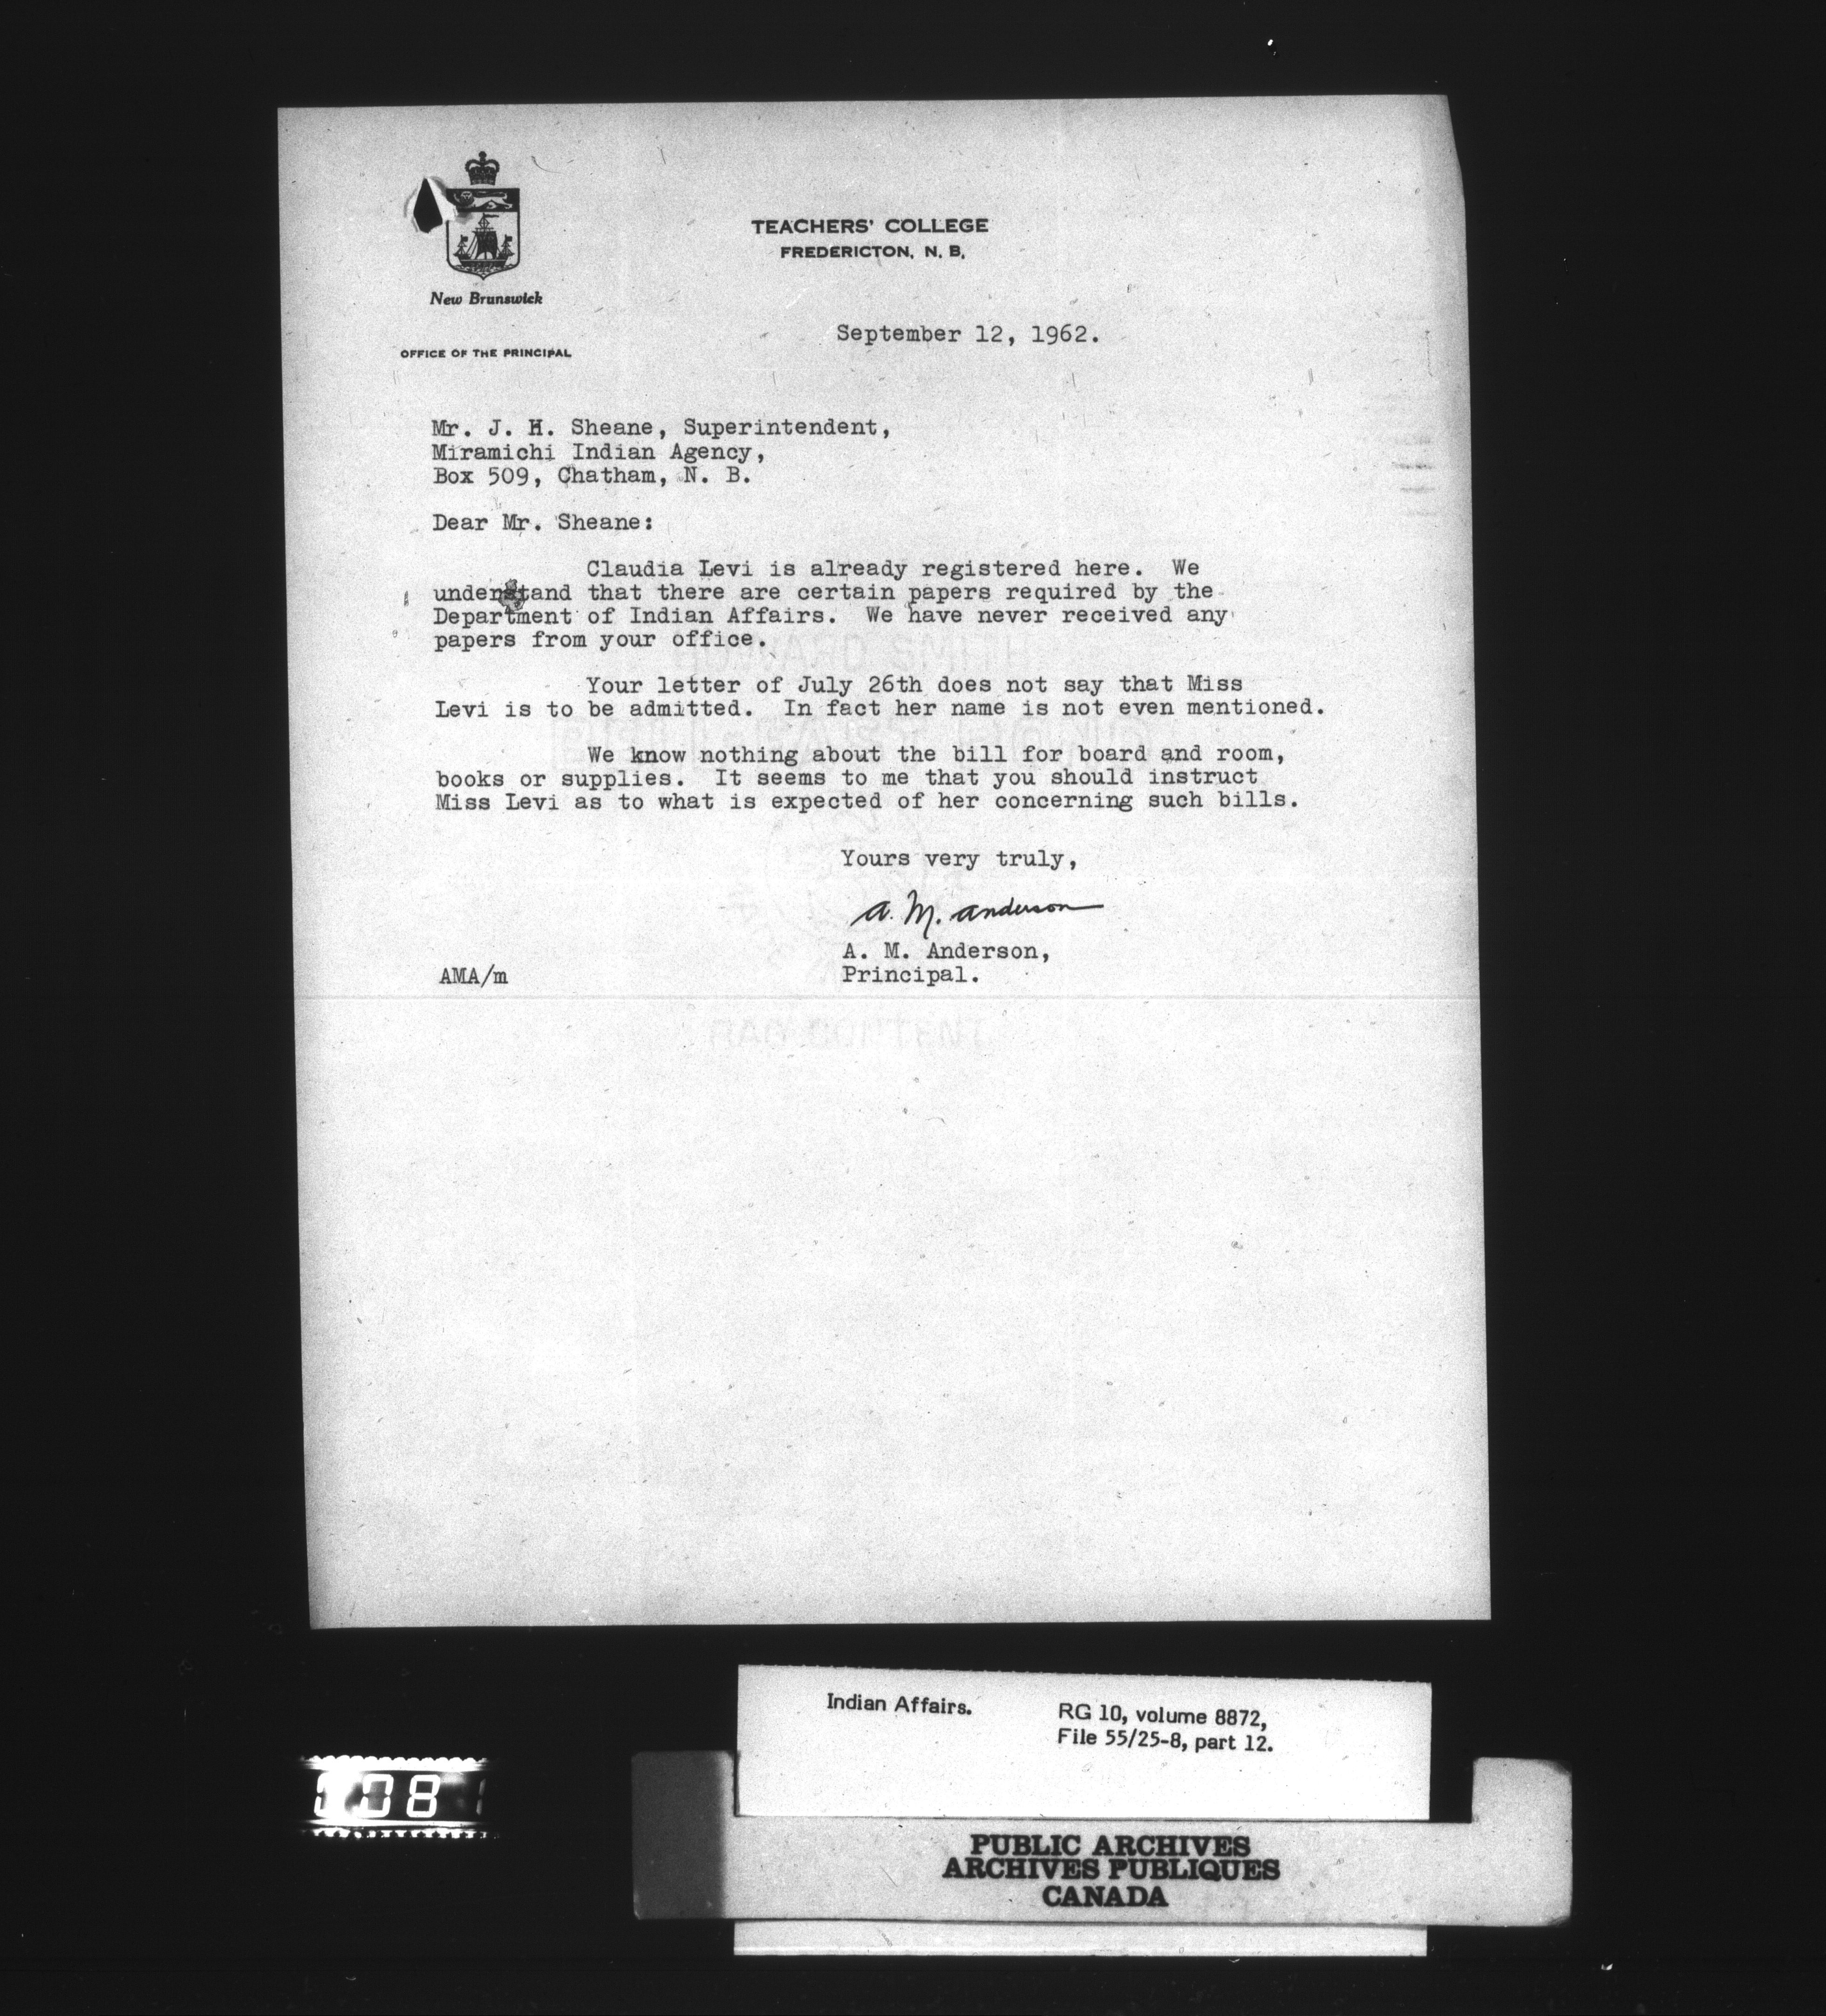 TEACHERS' COLLEGE
FREDERICTON, N. B.
New Brunswick
September 12, 1962.
OFFICE OF THE PRINCIPAL
Mr. J. H. Sheane, Superintendent,
Miramichi Indian Agency,
Box 509, Chatham, N. B.
Dear Mr. Sheane:
Claudia Levi is already registered here. We
understand that there are certain papers required by the
Department of Indian Affairs. We have never received any
papers from your office.
Your letter of July 26th does not say that Miss
Levi is to be admitted. In fact her name is not even mentioned.
We know nothing about the bill for board and room,
books or supplies. It seems to me that you should instruct
Miss Levi as to what is expected of her concerning such bills.
Yours very truly,
A. M. Anderson
A. M. Anderson,
AMA/m Principal.
Indian Affairs. RG 10, volume 8872,
File 55/25-8, part 12.
PUBLIC ARCHIVES
ARCHIVES PUBLIQUES
CANADA